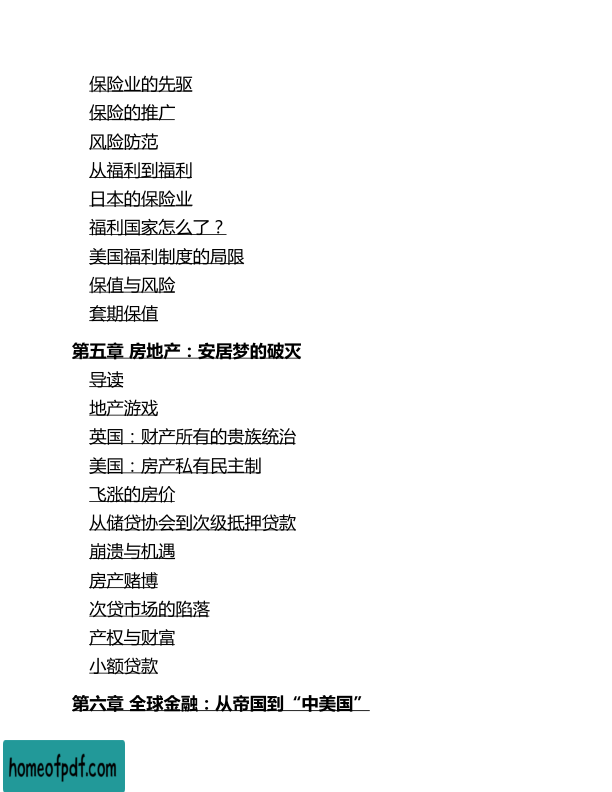 保险业的先驱
保险的推广
风险防范
从福利到福利
日本的保险业
福利国家怎么了？
美国福利制度的局限
保值与风险
套期保值
第五章 房地产：安居梦的破灭
导读
地产游戏
英国：财产所有的贵族统治
美国：房产私有民主制
飞涨的房价
从储贷协会到次级抵押贷款
崩溃与机遇
房产赌博
次贷市场的陷落
产权与财富
小额贷款
第六章 全球金融：从帝国到“中美国”
homeofpdf.com